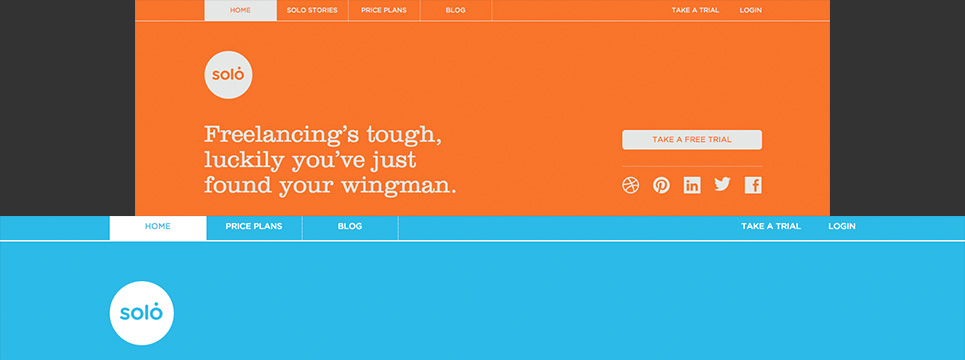 HOME SOLO STORIES PRICE PLANS BLOG TAKE A TRIAL LOGIN
solo
Freelancing's tough,
luckily you've just
found your wingman.
TAKE A FREE TRIAL
HOME PRICE PLANS BLOG TAKE A TRIAL LOGIN
solo